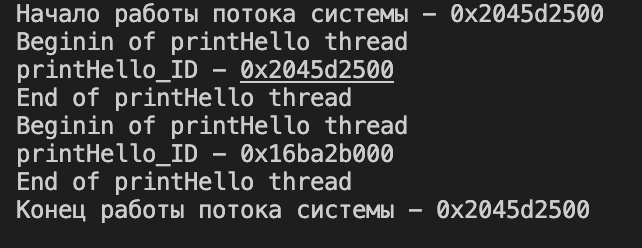 Начало работы потока системы – 0x2045d2500
Beginin of printHello thread
printHello_ID – 0x2045d2500
End of printHello thread
Beginin of printHello thread
printHello_ID – 0x16ba2b000
End of printHello thread
Конец работы потока системы – 0x2045d2500